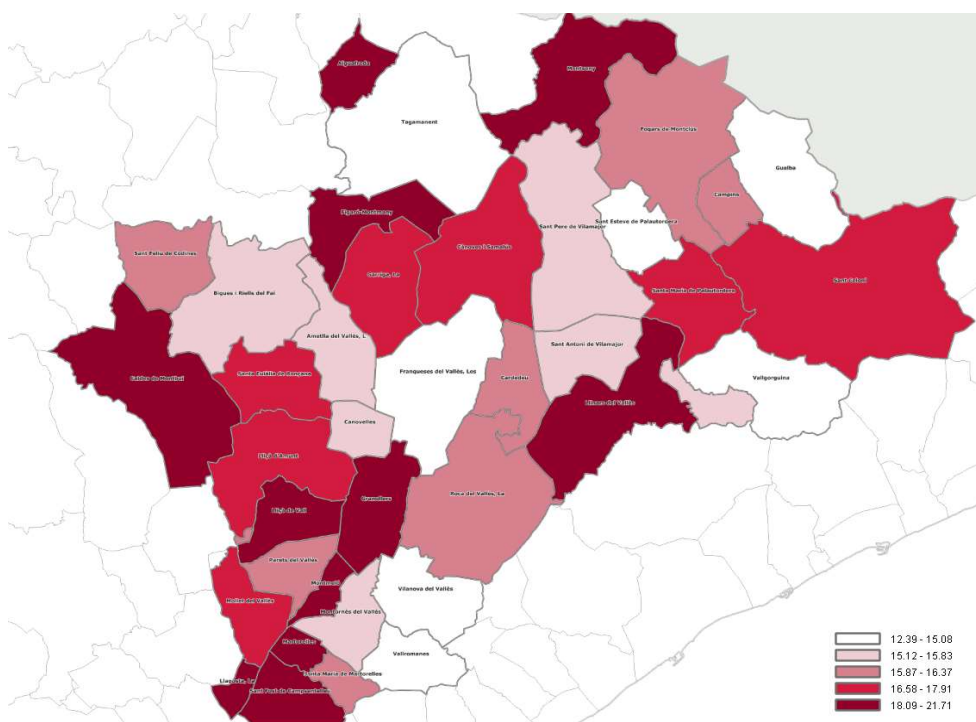 Aiguafreda
Montseny
Tagamanent
Fogars de Montclús
Gualba
Campins
Figaró-Montmany
Sant Esteve de Palautordera
Sant Pere de Vilamajor
Cànoves i Samalús
Sant Feliu de Codines
Garriga, La
Sant Celoni
Santa Maria de Palautordera
Bigues i Riells del Fai
Ametlla del Vallès, L
Sant Antoni de Vilamajor
Franqueses del Vallès, Les
Vallgorguina
Santa Eulàlia de Ronçana
Cardedeu
Caldes de Montbui
Llinars del Vallès
Canovelles
Lliçà d'Amunt
Roca del Vallès, La
Granollers
Lliçà de Vall
Parets del Vallès
Montmeló
Vilanova del Vallès
Mollet del Vallès
Montornès del Vallès
Martorelles
Vallromanes
Santa Maria de Martorelles
Llagosta, La
Sant Fost de Campsentelles
12.39 - 15.08
15.12 - 15.83
15.87 - 16.37
16.58 - 17.91
18.09 - 21.71